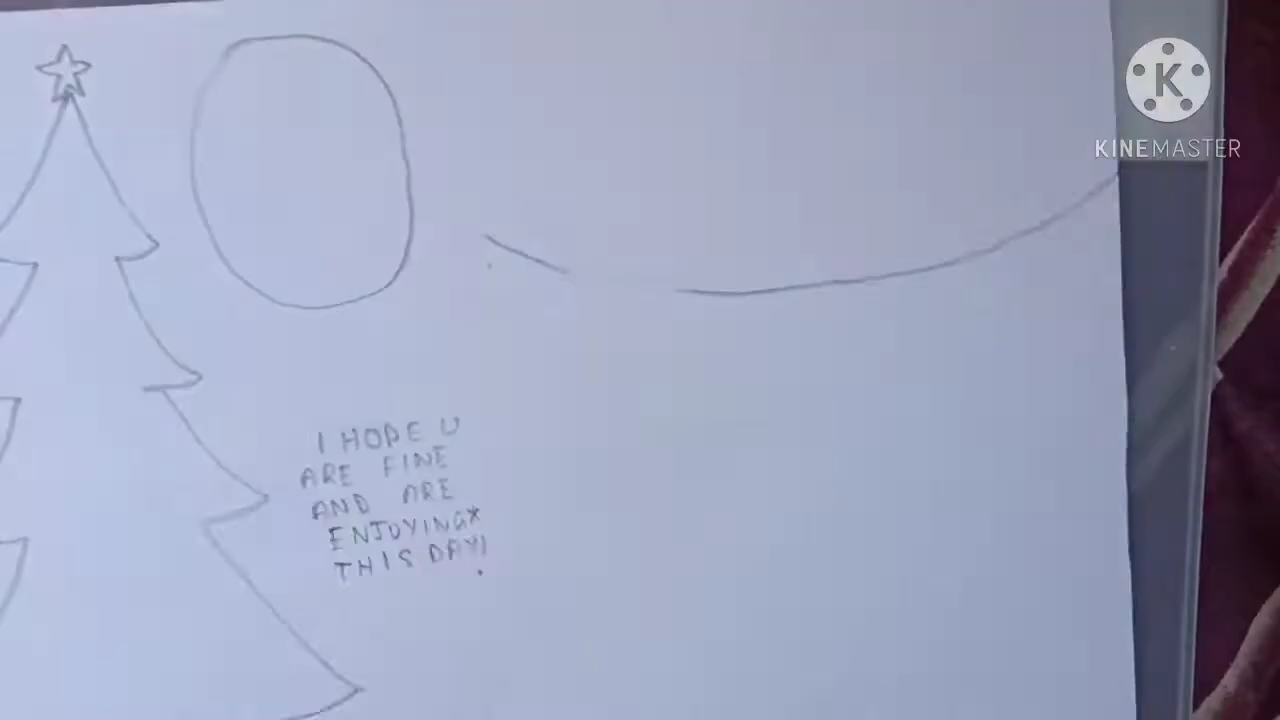 K
KINEMASTER
I HOPE U
ARE FINE
AND ARE
ENJOYING*
THIS DAY!